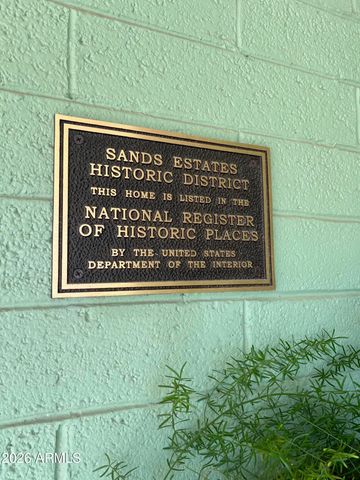 SANDS ESTATES
HISTORIC DISTRICT
THIS HOME IS LISTED IN THE
NATIONAL REGISTER
OF HISTORIC PLACES
BY THE UNITED STATES
DEPARTMENT OF THE INTERIOR
2026 ARMLS